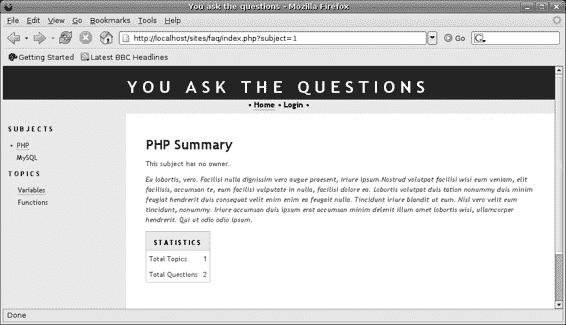 You ask the questions - Mozilla Firefox
File Edit View Go Bookmarks Tools Help
http://localhost/sites/faq/index.php?subject=1
Go
G
Getting Started Latest BBC Headlines
YOU ASK THE QUESTIONS
• Home • Login •
SUBJECTS
• PHP
MySQL
TOPICS
Variables
Functions
PHP Summary
This subject has no owner.
Eu lobortis, vero. Facilisi nulla dignissim vero augue praesent, iriure ipsum.Nostrud volutpat facilisi wisi eum veniam, elit
facilisis, accumsan te, eum facilisi vulputate in nulla, facilisi dolore ea. Lobortis volutpat duis tation nonummy duis minim
feugiat hendrerit duis consequat velit enim enim ea feugait nulla. Tincidunt iriure blandit ut eum. Nisl vero velit eum
tincidunt, nonummy. Iriure accumsan duis ipsum erat accumsan minim delenit illum amet lobortis wisi, ullamcorper
hendrerit. Qui ut odio odio ipsum.
STATISTICS
Total Topics 1
Total Questions 2
Done